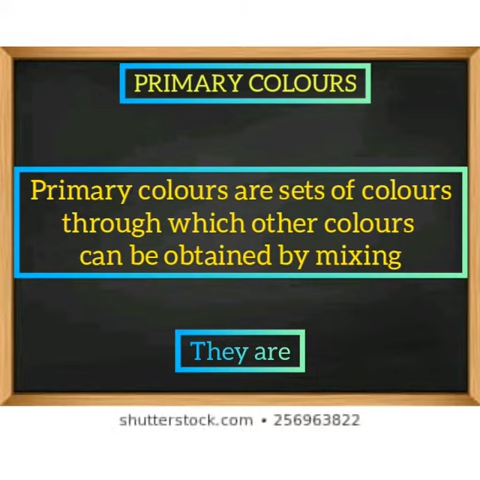 PRIMARY COLOURS
Primary colours are sets of colours
through which other colours
can be obtained by mixing
They are
shutterstock.com • 256963822